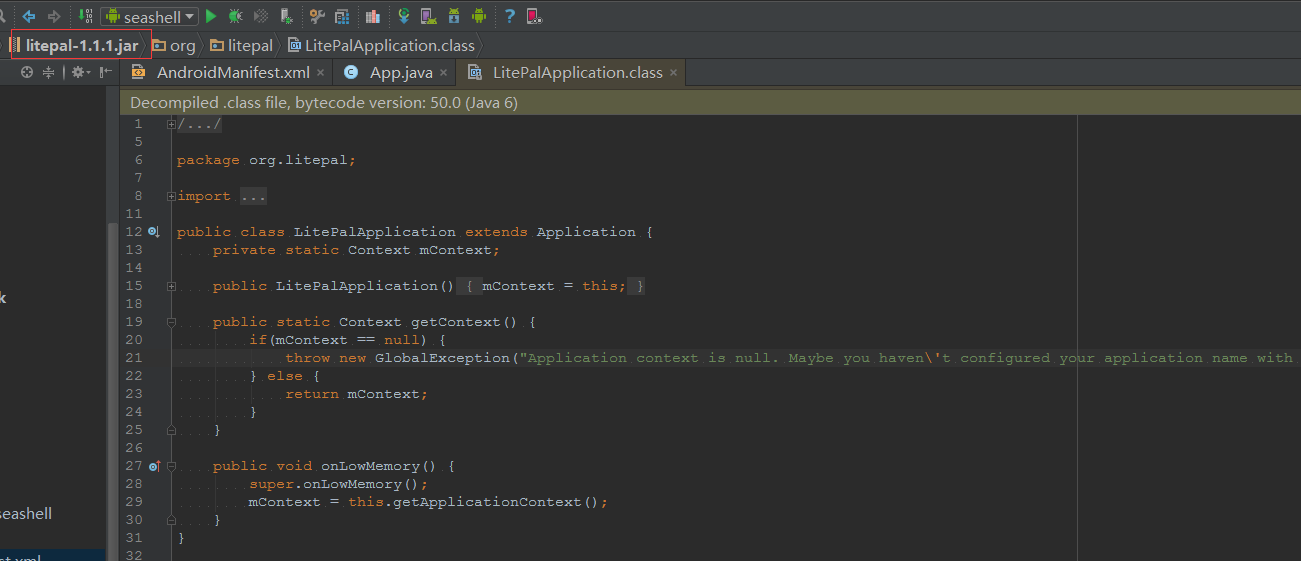 seashell
litepal-1.1.1.jar org litepal LitePalApplication.class
AndroidManifest.xml App.java LitePalApplication.class
Decompiled .class file, bytecode version: 50.0 (Java 6)
1 /.../
5
6 package org.litepal;
7
8 import ...
11
12 public class LitePalApplication extends Application {
13 private static Context mContext;
14
15 public LitePalApplication() { mContext = this; }
18
19 public static Context getContext() {
20 if(mContext == null) {
21 throw new GlobalException("Application context is null. Maybe you haven\'t configured your application name with
22 } else {
23 return mContext;
24 }
25 }
26
27 public void onLowMemory() {
28 super.onLowMemory();
29 mContext = this.getApplicationContext();
30 }
31 }
32
k
seashell
st.xml